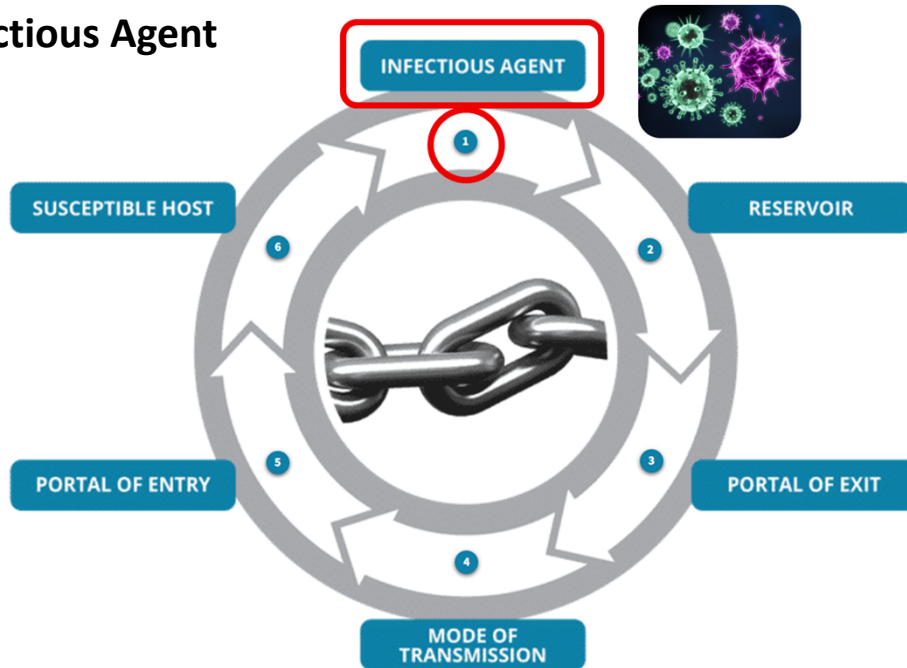 ctious Agent
INFECTIOUS AGENT
1
SUSCEPTIBLE HOST
RESERVOIR
6
2
5
3
PORTAL OF ENTRY
PORTAL OF EXIT
4
MODE OF
TRANSMISSION